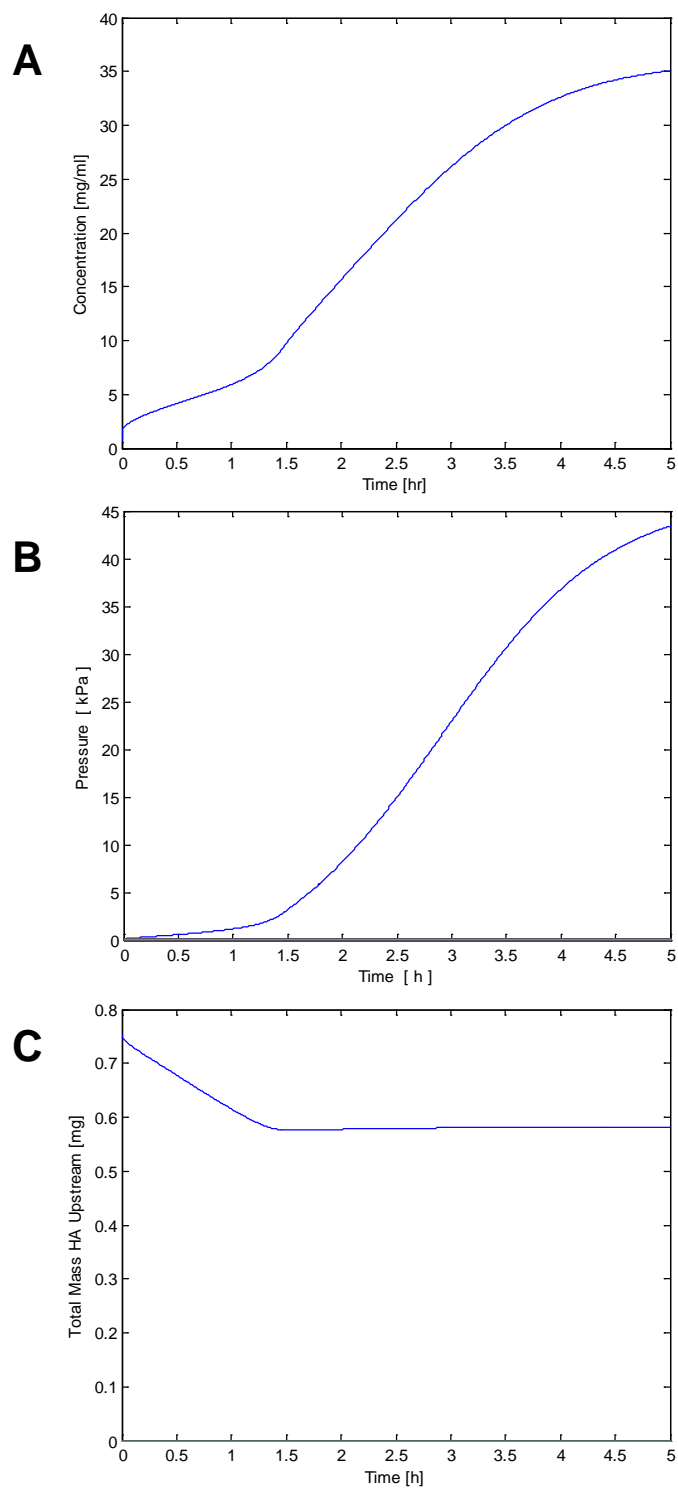 A
40
35
30
25
20
15
10
5
0
Concentration [mg/ml]
0 0.5 1 1.5 2 2.5 3 3.5 4 4.5 5
Time [hr]
B
45
40
35
30
25
20
15
10
5
0
Pressure [ kPa ]
0 0.5 1 1.5 2 2.5 3 3.5 4 4.5 5
Time [ h ]
C
0.8
0.7
0.6
0.5
0.4
0.3
0.2
0.1
0
Total Mass HA Upstream [mg]
0 0.5 1 1.5 2 2.5 3 3.5 4 4.5 5
Time [h]